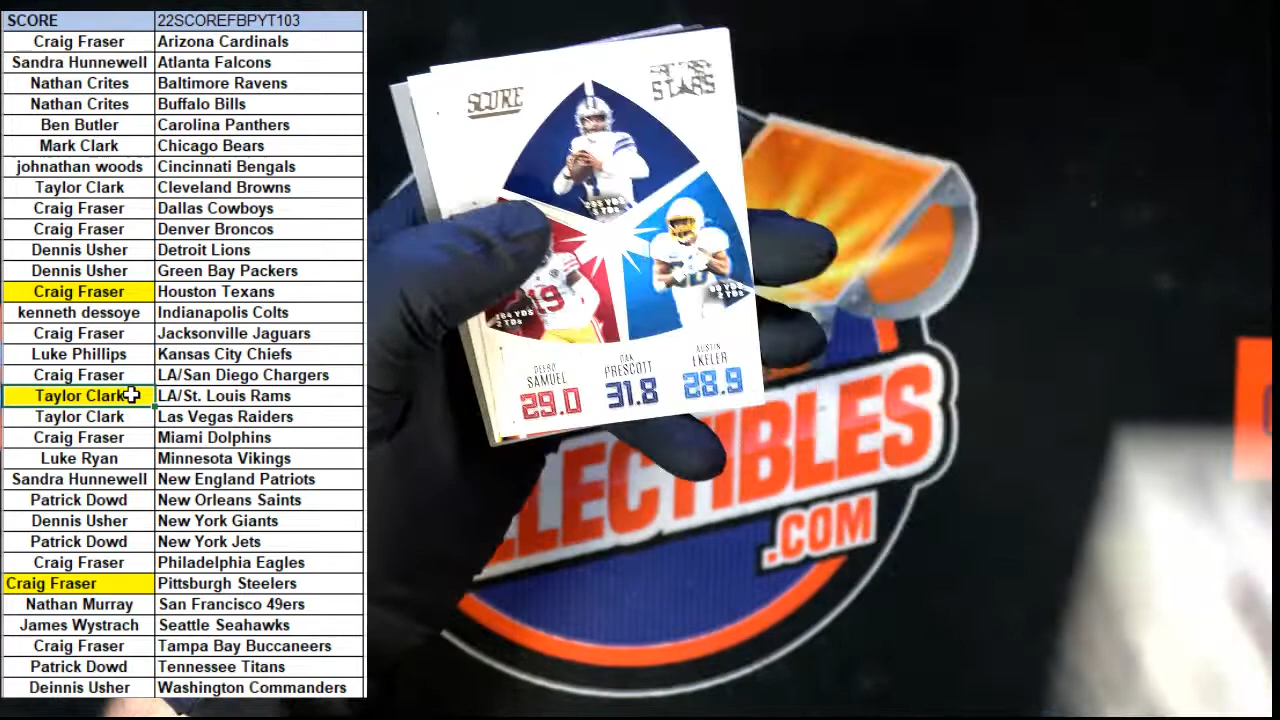 SCORE 22SCOREFBPYT103
Craig Fraser Arizona Cardinals
Sandra Hunnewell Atlanta Falcons
Nathan Crites Baltimore Ravens
Nathan Crites Buffalo Bills
Ben Butler Carolina Panthers
Mark Clark Chicago Bears
johnathan woods Cincinnati Bengals
Taylor Clark Cleveland Browns
Craig Fraser Dallas Cowboys
Craig Fraser Denver Broncos
Dennis Usher Detroit Lions
Dennis Usher Green Bay Packers
Craig Fraser Houston Texans
kenneth dessoye Indianapolis Colts
Craig Fraser Jacksonville Jaguars
Luke Phillips Kansas City Chiefs
Craig Fraser LA/San Diego Chargers
Taylor Clark LA/St. Louis Rams
Taylor Clark Las Vegas Raiders
Craig Fraser Miami Dolphins
Luke Ryan Minnesota Vikings
Sandra Hunnewell New England Patriots
Patrick Dowd New Orleans Saints
Dennis Usher New York Giants
Patrick Dowd New York Jets
Craig Fraser Philadelphia Eagles
Craig Fraser Pittsburgh Steelers
Nathan Murray San Francisco 49ers
James Wystrach Seattle Seahawks
Craig Fraser Tampa Bay Buccaneers
Patrick Dowd Tennessee Titans
Deinnis Usher Washington Commanders
SCORE
STARS
2 TDS
19
DEEBO SAMUEL
29.0
DAK PRESCOTT
31.8
AUSTIN EKELER
28.9
LECTIBLES
.COM